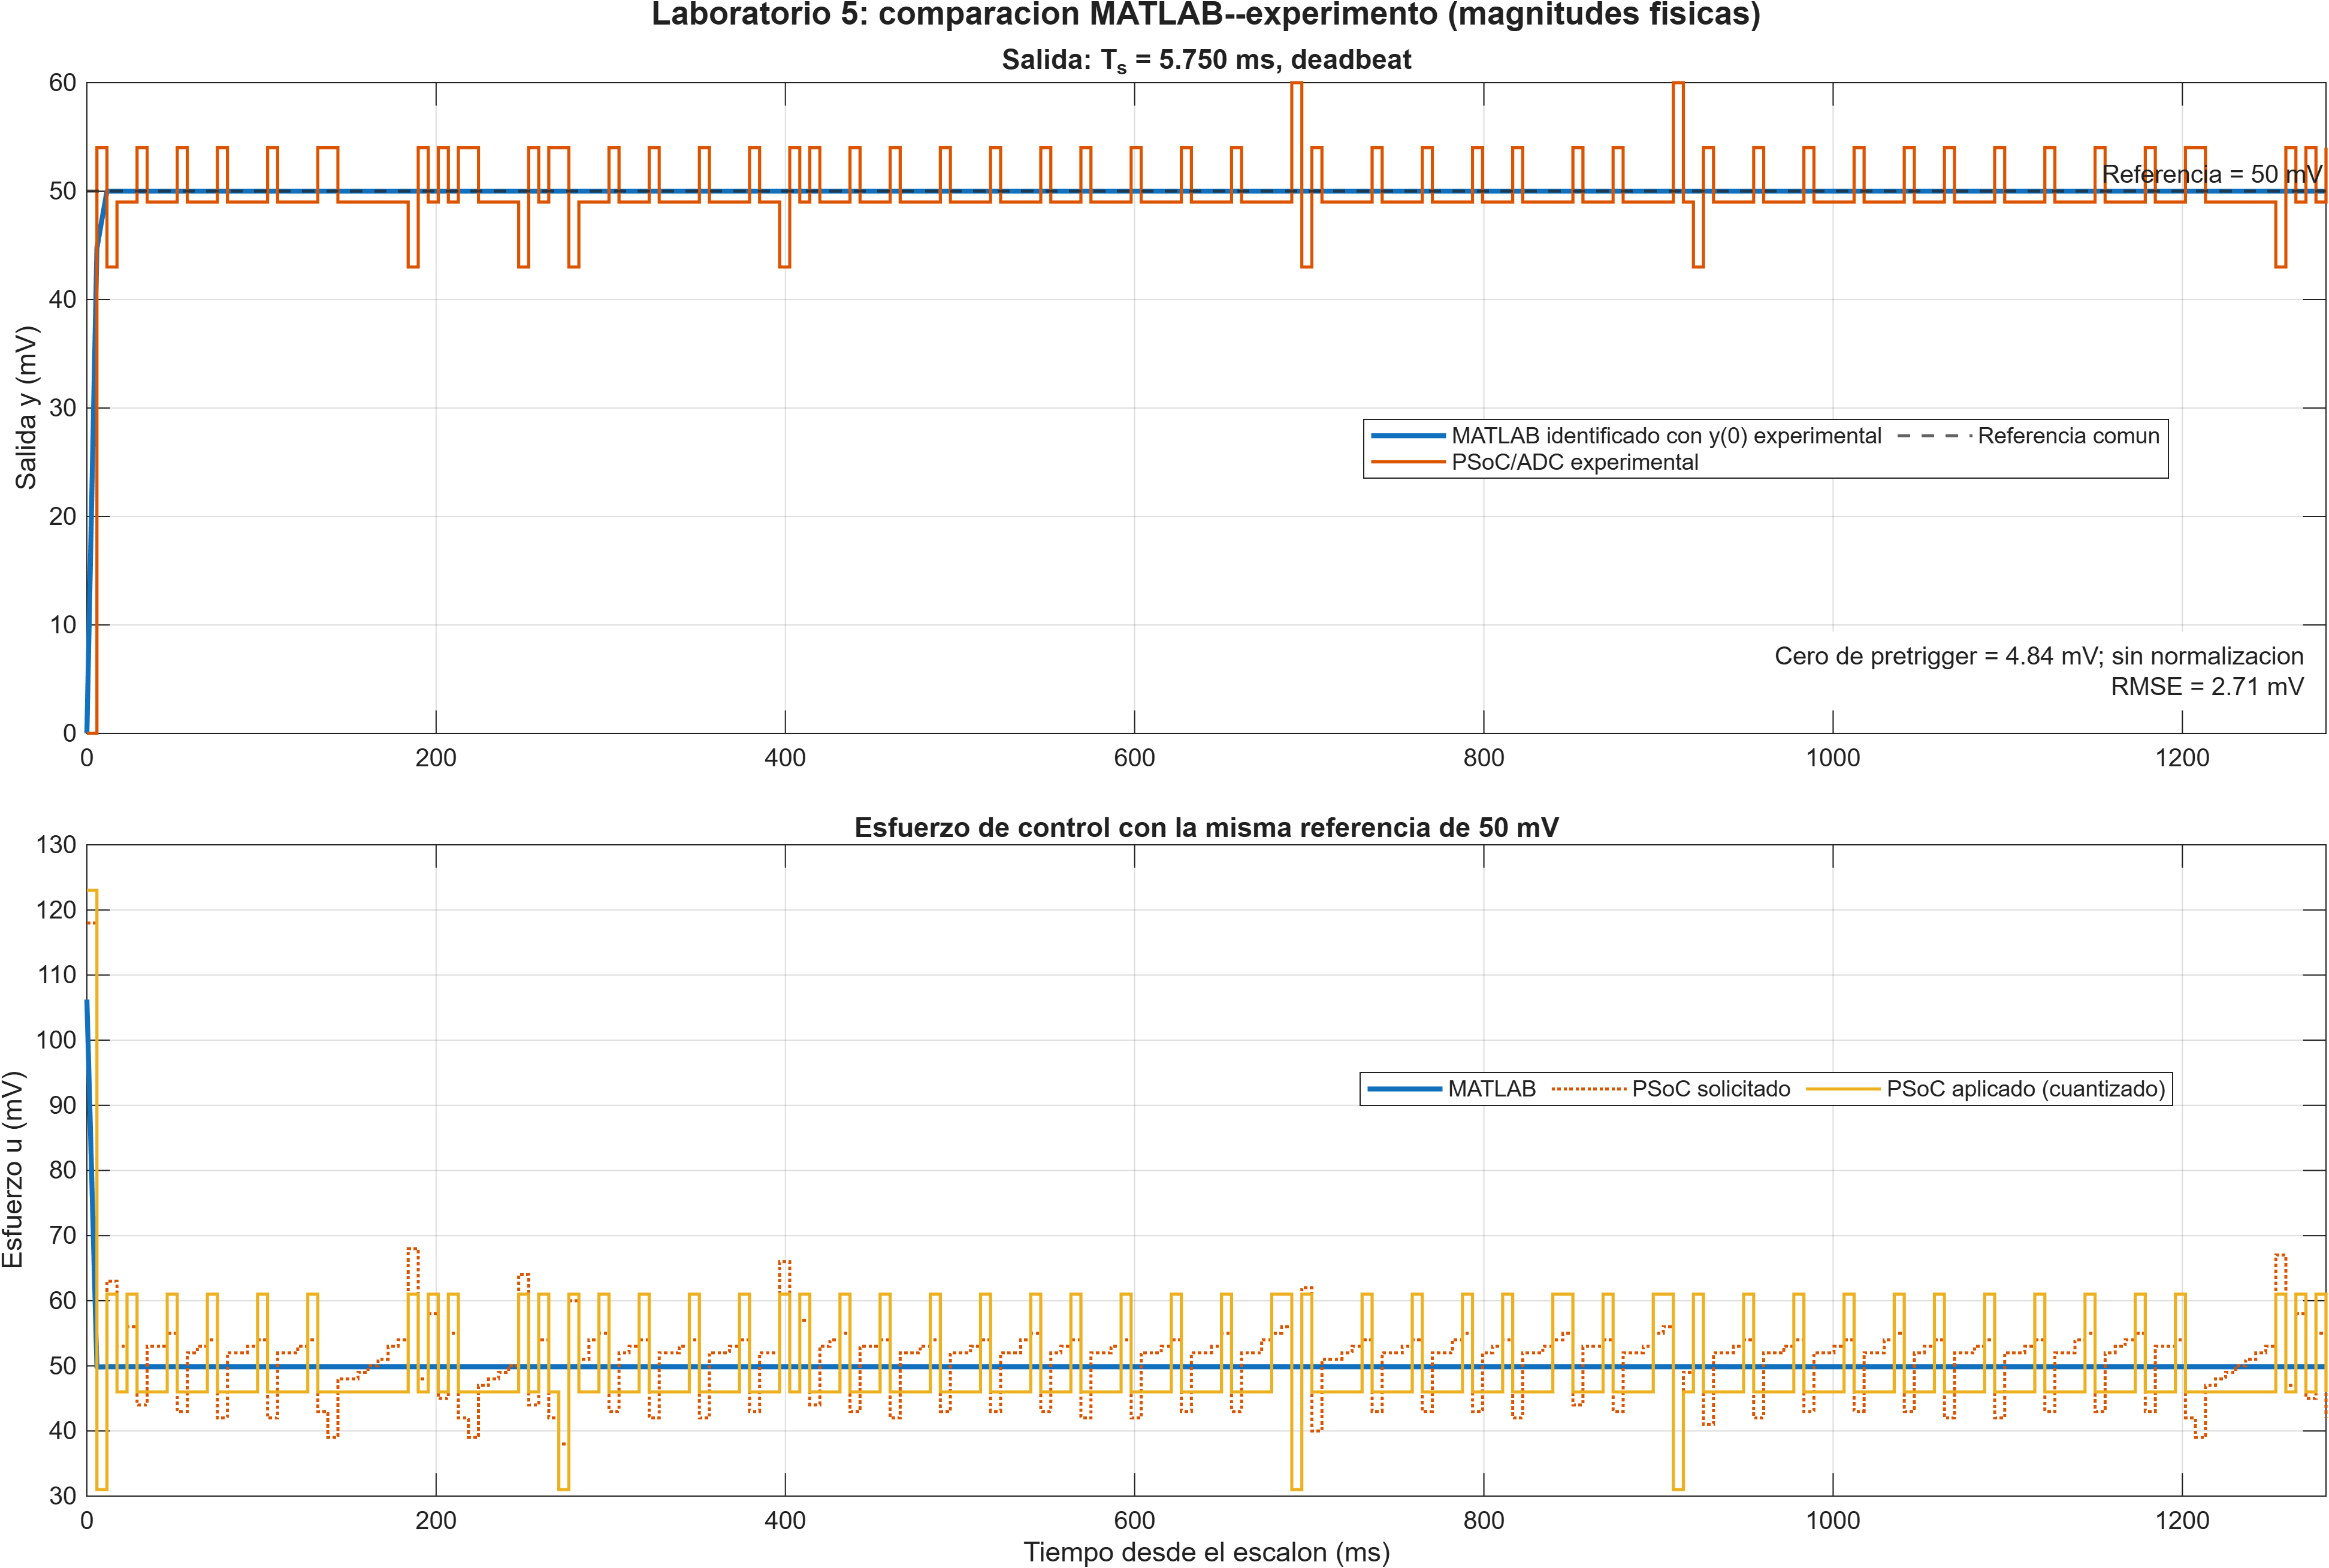 Laboratorio 5: comparacion MATLAB--experimento (magnitudes fisicas)
Salida: Ts = 5.750 ms, deadbeat
Salida y (mV)
60
50
40
30
20
10
0
Referencia = 50 mV
MATLAB identificado con y(0) experimental
Referencia comun
PSoC/ADC experimental
Cero de pretrigger = 4.84 mV; sin normalizacion
RMSE = 2.71 mV
0 200 400 600 800 1000 1200
Esfuerzo de control con la misma referencia de 50 mV
Esfuerzo u (mV)
130
120
110
100
90
80
70
60
50
40
30
MATLAB
PSoC solicitado
PSoC aplicado (cuantizado)
0 200 400 600 800 1000 1200
Tiempo desde el escalon (ms)